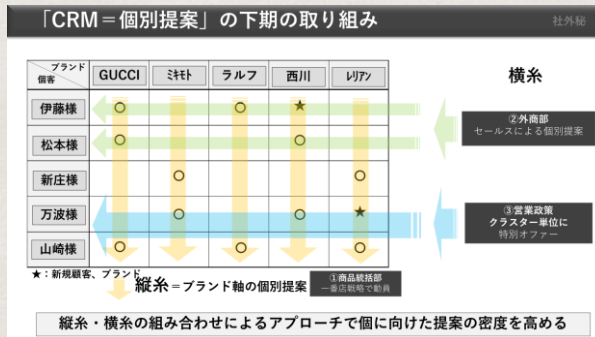 「CRM=個別提案」の下期の取り組み
社外秘
ブランド
個客
GUCCI
ミキモト
ラルフ
西川
レリアン
横糸
伊藤様
○
○
★
松本様
○
○
新庄様
○
○
万波様
○
○
★
山崎様
○
○
○
②外商部
セールスによる個別提案
③営業政策
クラスター単位に
特別オファー
★:新規顧客、ブランド
縦糸=ブランド軸の個別提案
①商品統括部
一番店戦略で動員
縦糸・横糸の組み合わせによるアプローチで個に向けた提案の密度を高める